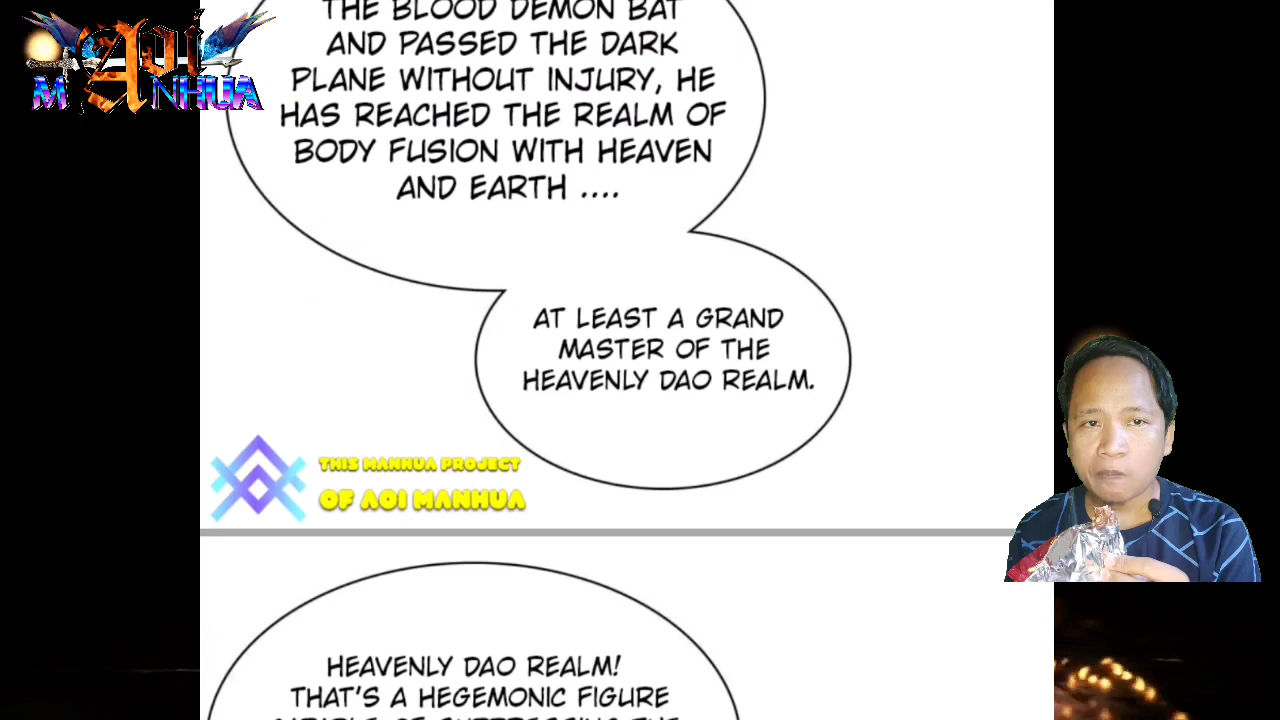 Aoi
MANHUA
THE BLOOD DEMON BAT
AND PASSED THE DARK
PLANE WITHOUT INJURY, HE
HAS REACHED THE REALM OF
BODY FUSION WITH HEAVEN
AND EARTH ....
AT LEAST A GRAND
MASTER OF THE
HEAVENLY DAO REALM.
THIS MANHUA PROJECT
OF AOI MANHUA
HEAVENLY DAO REALM!
THAT'S A HEGEMONIC FIGURE